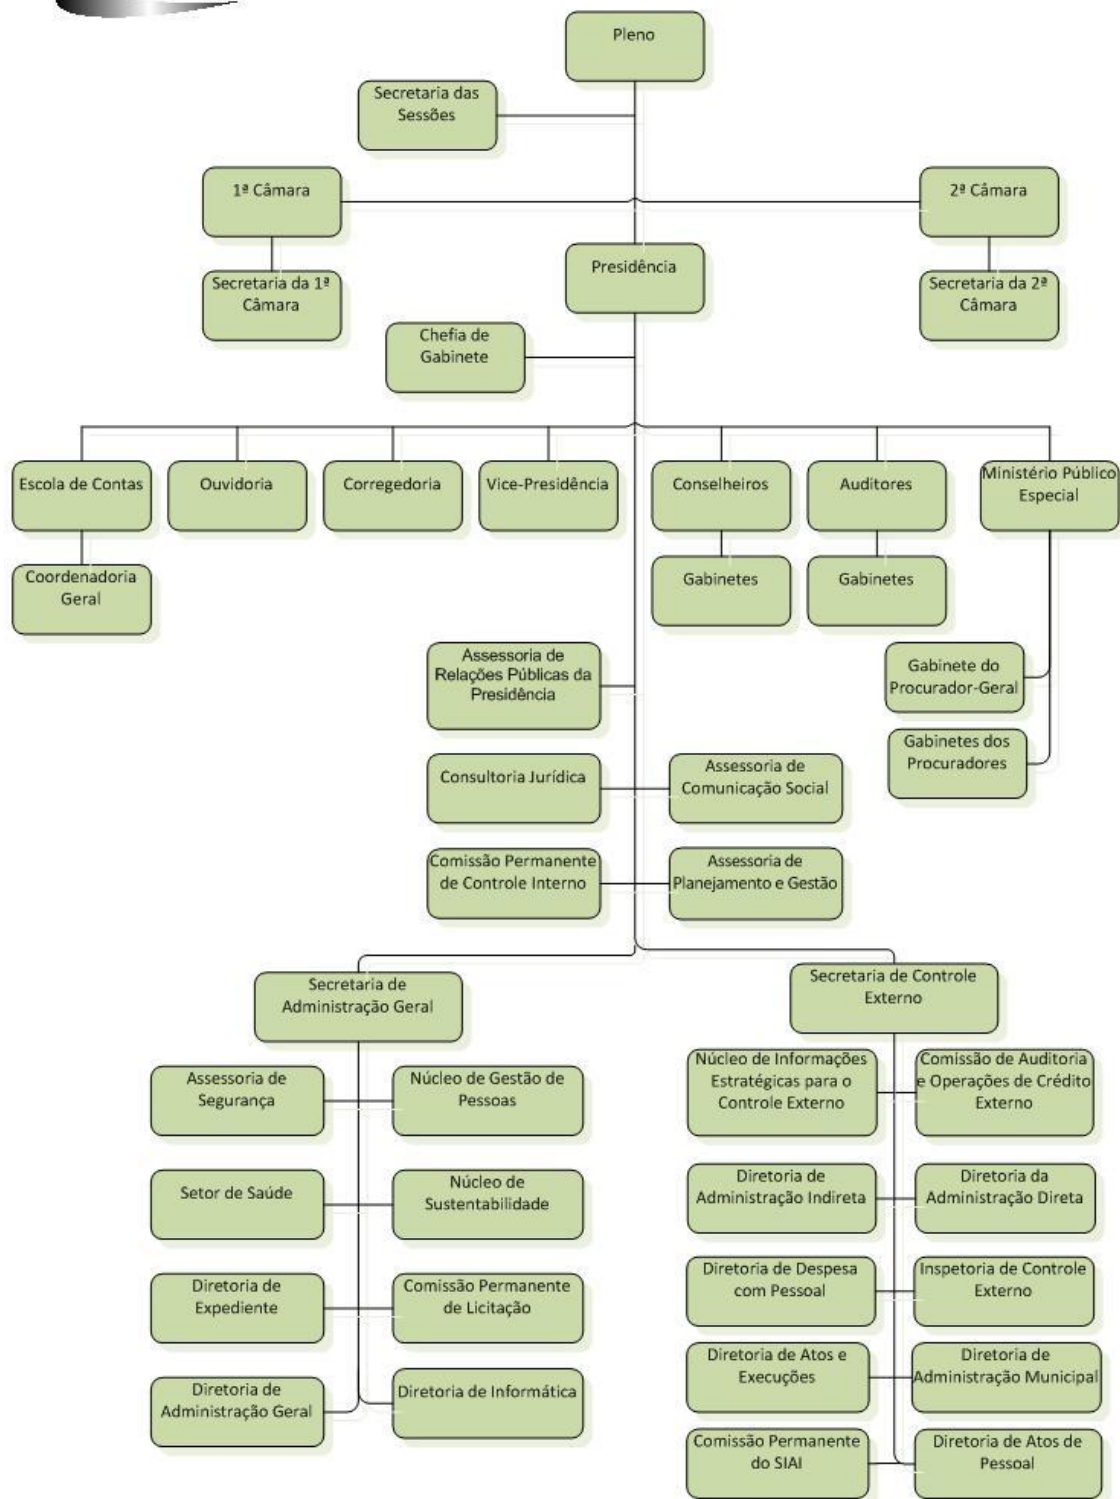 Pleno
Secretaria das
Sessões
1ª Câmara
2ª Câmara
Presidência
Secretaria da 1ª
Câmara
Secretaria da 2ª
Câmara
Chefia de
Gabinete
Escola de Contas
Ouvidoria
Corregedoria
Vice-Presidência
Conselheiros
Auditores
Ministério Público
Especial
Coordenadoria
Geral
Gabinetes
Gabinetes
Assessoria de
Relações Públicas da
Presidência
Gabinete do
Procurador-Geral
Gabinetes dos
Procuradores
Consultoria Jurídica
Assessoria de
Comunicação Social
Comissão Permanente
de Controle Interno
Assessoria de
Planejamento e Gestão
Secretaria de
Administração Geral
Secretaria de Controle
Externo
Assessoria de
Segurança
Núcleo de Gestão de
Pessoas
Setor de Saúde
Núcleo de
Sustentabilidade
Diretoria de
Expediente
Comissão Permanente
de Licitação
Diretoria de
Administração Geral
Diretoria de Informática
Núcleo de Informações
Estratégicas para o
Controle Externo
Comissão de Auditoria
e Operações de Crédito
Externo
Diretoria de
Administração Indireta
Diretoria da
Administração Direta
Diretoria de Despesa
com Pessoal
Inspetoria de Controle
Externo
Diretoria de Atos e
Execuções
Diretoria de
Administração Municipal
Comissão Permanente
do SIAI
Diretoria de Atos de
Pessoal